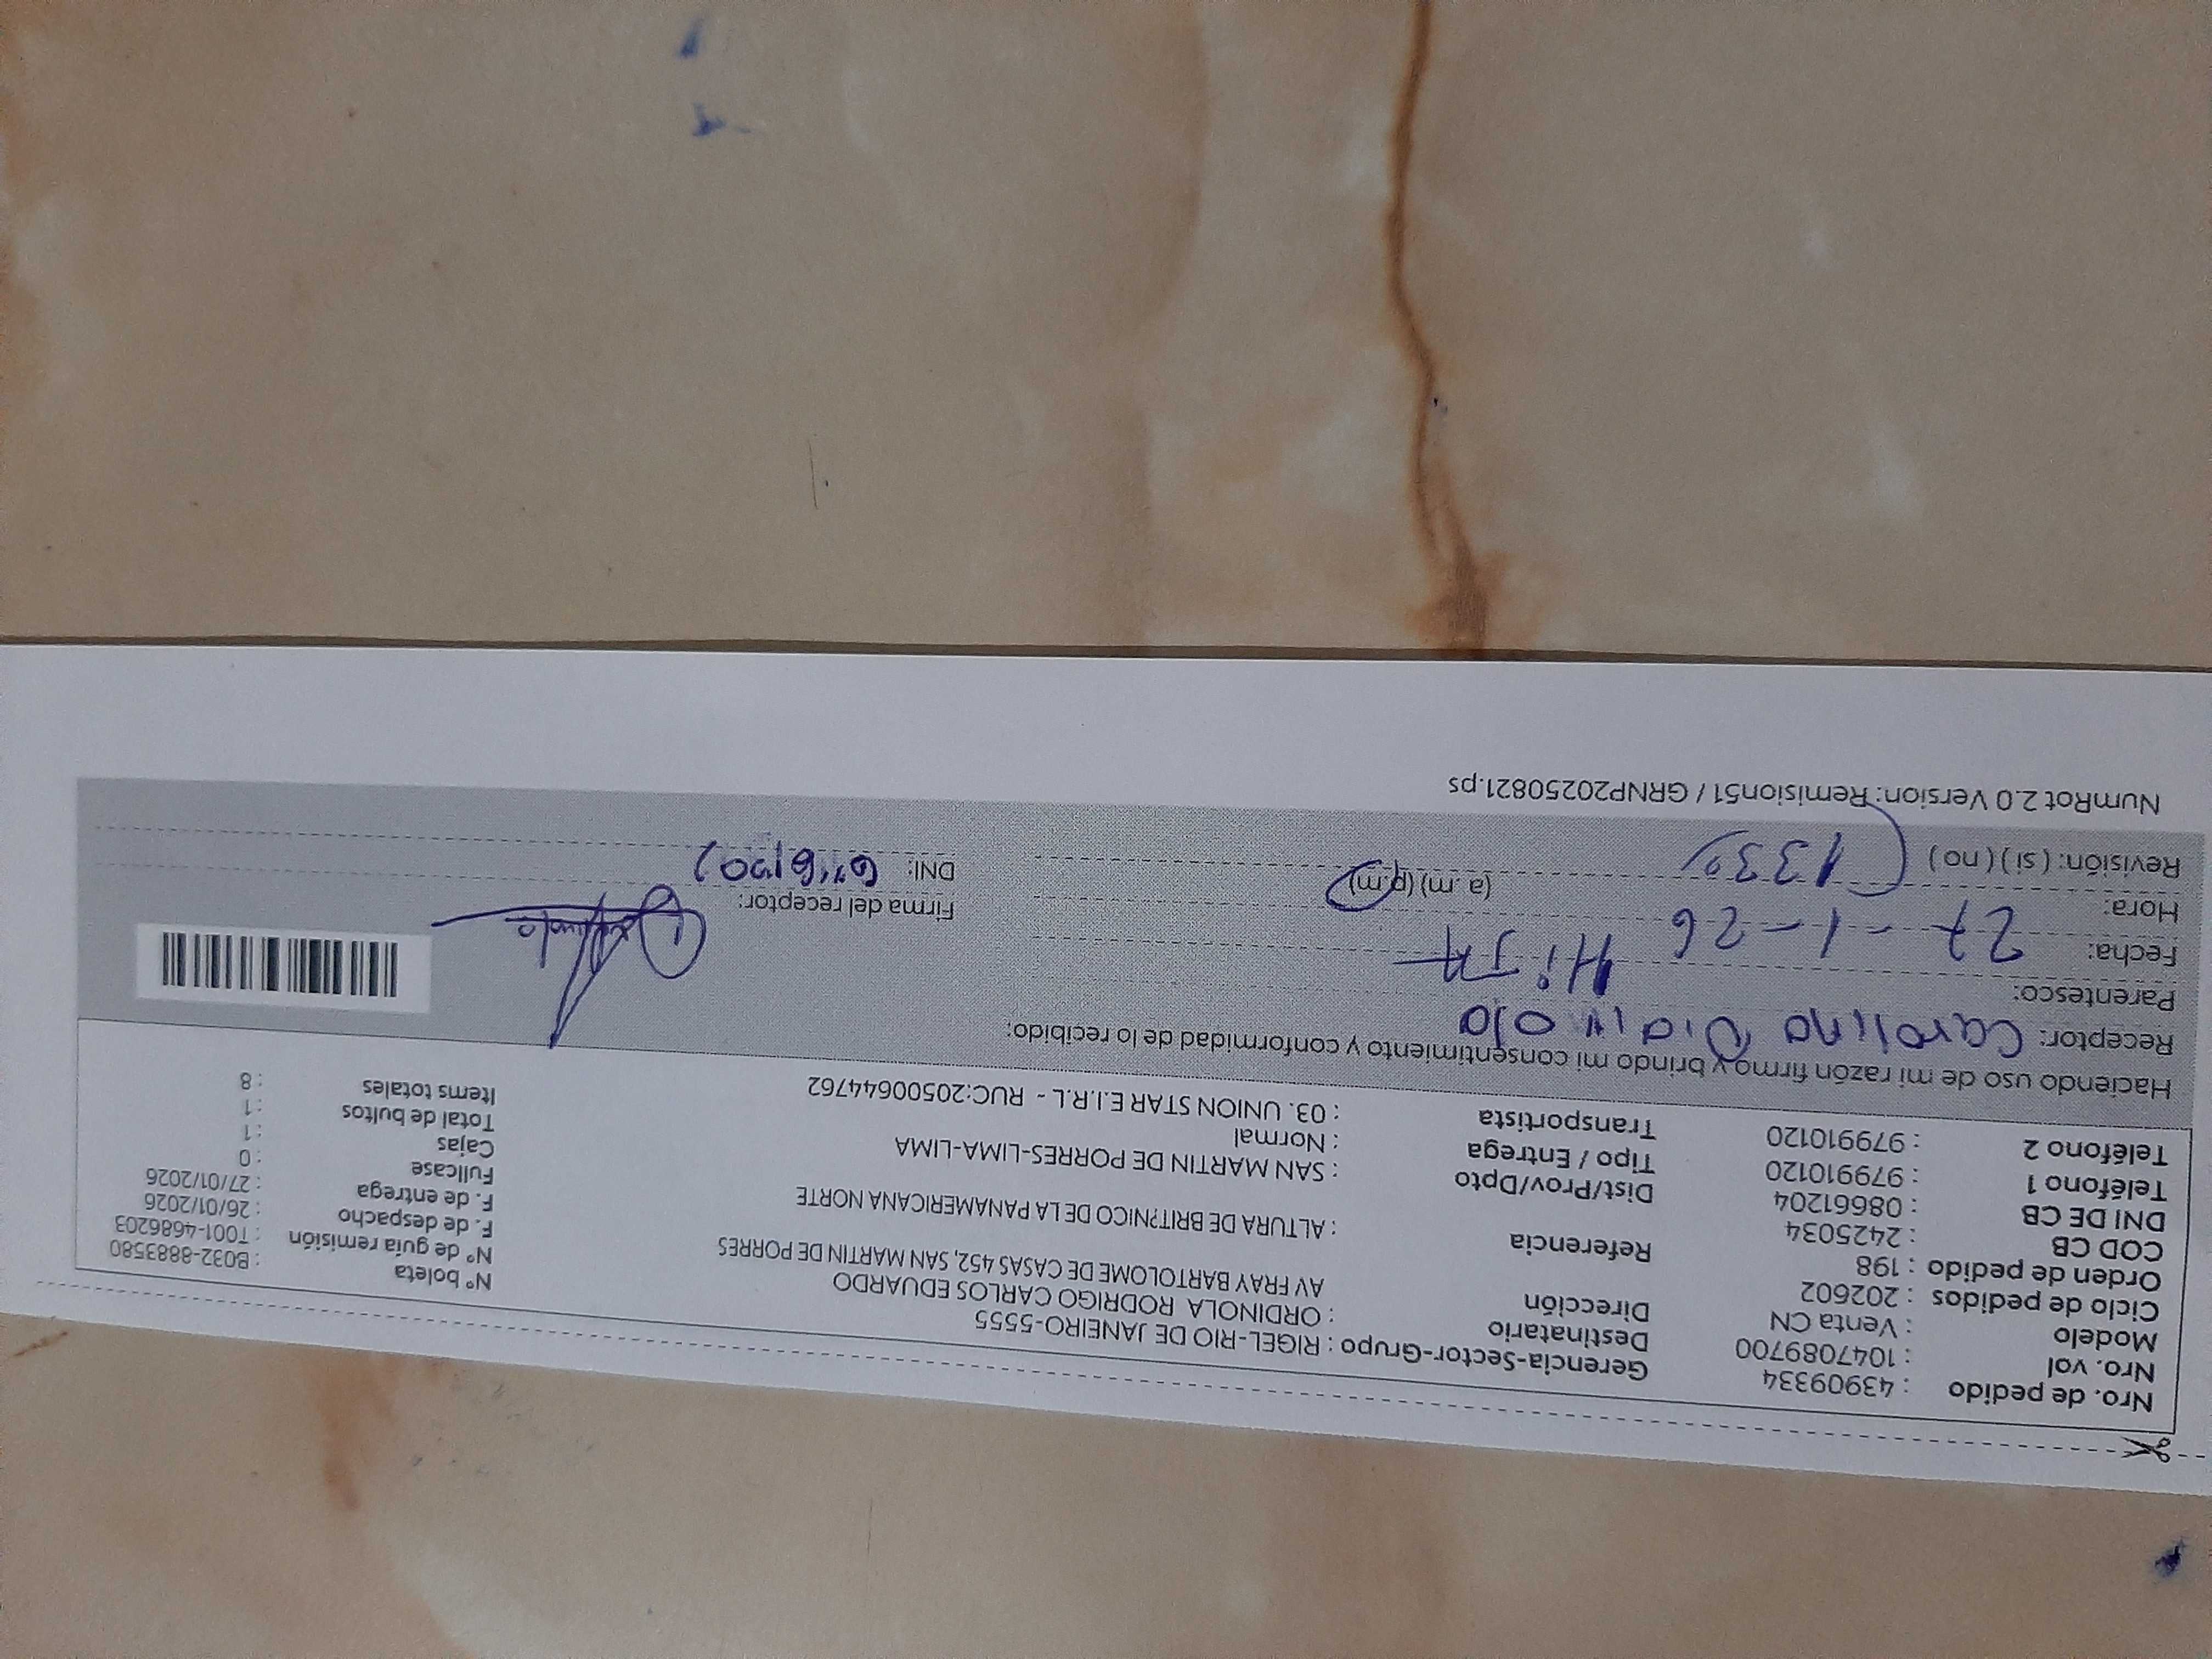 Nro. de pedido : 43909334
Nro. vol : 1047089700
Modelo : Venta CN
Ciclo de pedidos : 202602
Orden de pedido : 198
COD CB : 2425034
DNI DE CB : 08661204
Teléfono 1 : 979910120
Teléfono 2 : 979910120
Gerencia-Sector-Grupo : RIGEL-RIO DE JANEIRO-5555
Destinatario : ORDINOLA RODRIGO CARLOS EDUARDO
Dirección AV FRAY BARTOLOME DE CASAS 452, SAN MARTIN DE PORRES
Referencia : ALTURA DE BRIT?NICO DE LA PANAMERICANA NORTE
Dist/Prov/Dpto : SAN MARTIN DE PORRES-LIMA-LIMA
Tipo / Entrega : Normal
Transportista : 03. UNION STAR E.I.R.L - RUC:20500644762
N° boleta : B032-8883580
N° de guía remisión : T001-4686203
F. de despacho : 26/01/2026
F. de entrega : 27/01/2026
Fullcase : 0
Cajas : 1
Total de bultos : 1
Items totales : 8
Haciendo uso de mi razón firmo y brindo mi consentimiento y conformidad de lo recibido:
Receptor: Carolina
Parentesco: HiJA
Fecha: 27-1-26
Hora: 1330 (a.m) (p.m)
Revisión: (si) (no)
Firma del receptor:
DNI:
NumRot 2.0 Version: Remision51 / GRNP20250821.ps